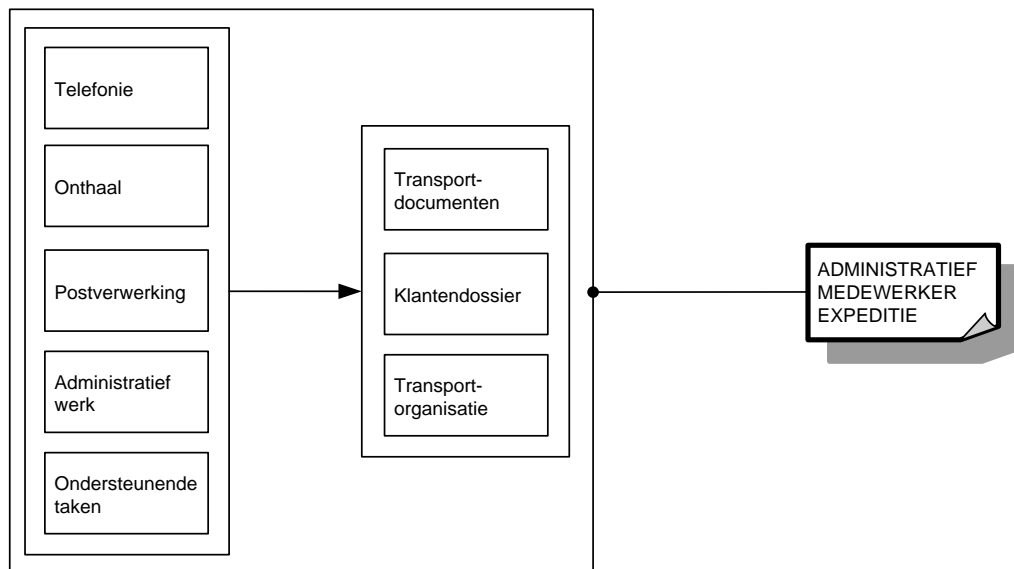 Telefonie
Onthaal
Postverwerking
Administratief
werk
Ondersteunende
taken
Transport-
documenten
Klantendossier
Transport-
organisatie
ADMINISTRATIEF
MEDEWERKER
EXPEDITIE